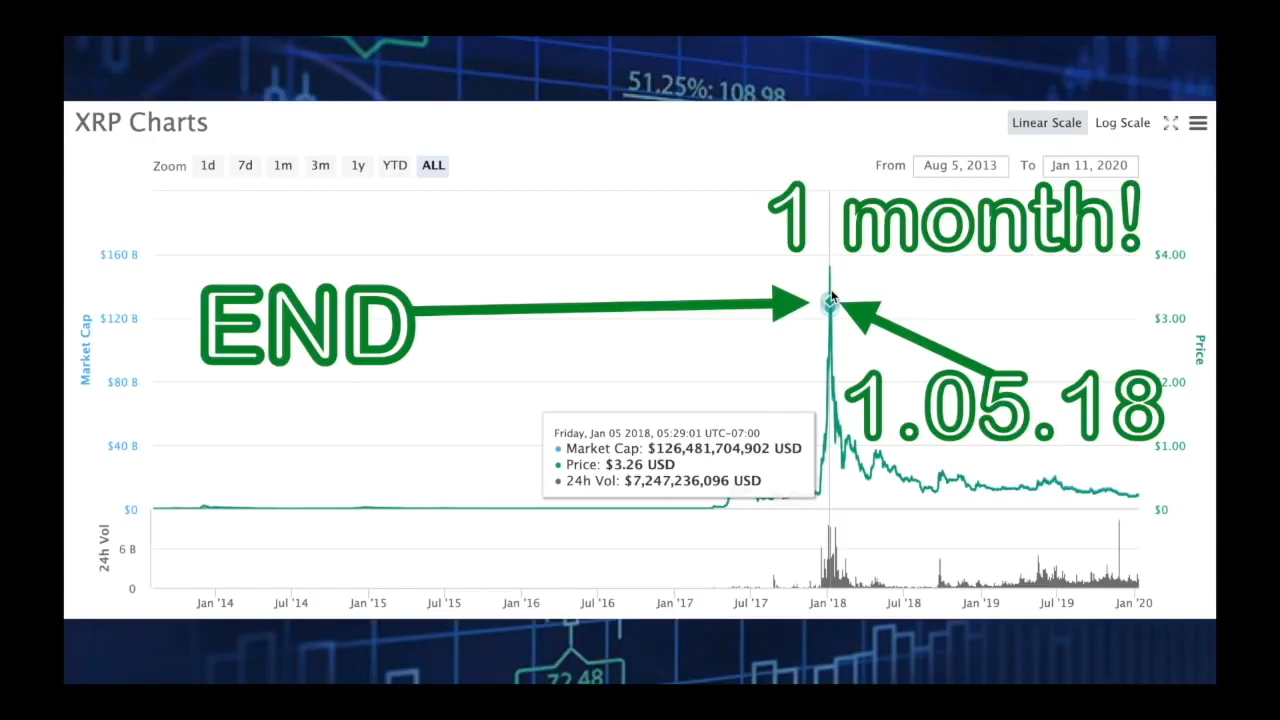 51.25%: 108.98
XRP Charts
Linear Scale Log Scale
Zoom 1d 7d 1m 3m 1y YTD ALL
From Aug 5, 2013 To Jan 11, 2020
1 month!
$160 B
$4.00
END
$120 B
$3.00
Market Cap
Price
$80 B
2.00
1.05.18
Friday, Jan 05 2018, 05:29:01 UTC-07:00
Market Cap: $126,481,704,902 USD
Price: $3.26 USD
24h Vol: $7,247,236,096 USD
$40 B
$1.00
$0
$0
24h Vol
6 B
0
Jan '14 Jul '14 Jan '15 Jul '15 Jan '16 Jul '16 Jan '17 Jul '17 Jan '18 Jul '18 Jan '19 Jul '19 Jan '20
72.48